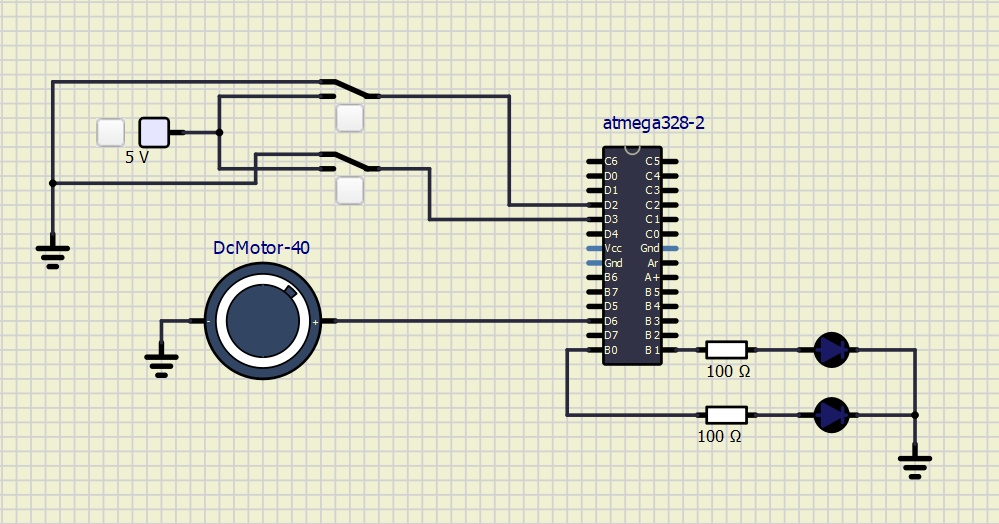 atmega328-2
5 V
C6 C5
D0 C4
D1 C3
D2 C2
D3 C1
D4 C0
Vcc Gnd
Gnd Ar
B6 A+
B7 B5
D5 B4
D6 B3
D7 B2
B0 B1
DcMotor-40
- +
100 Ω
100 Ω